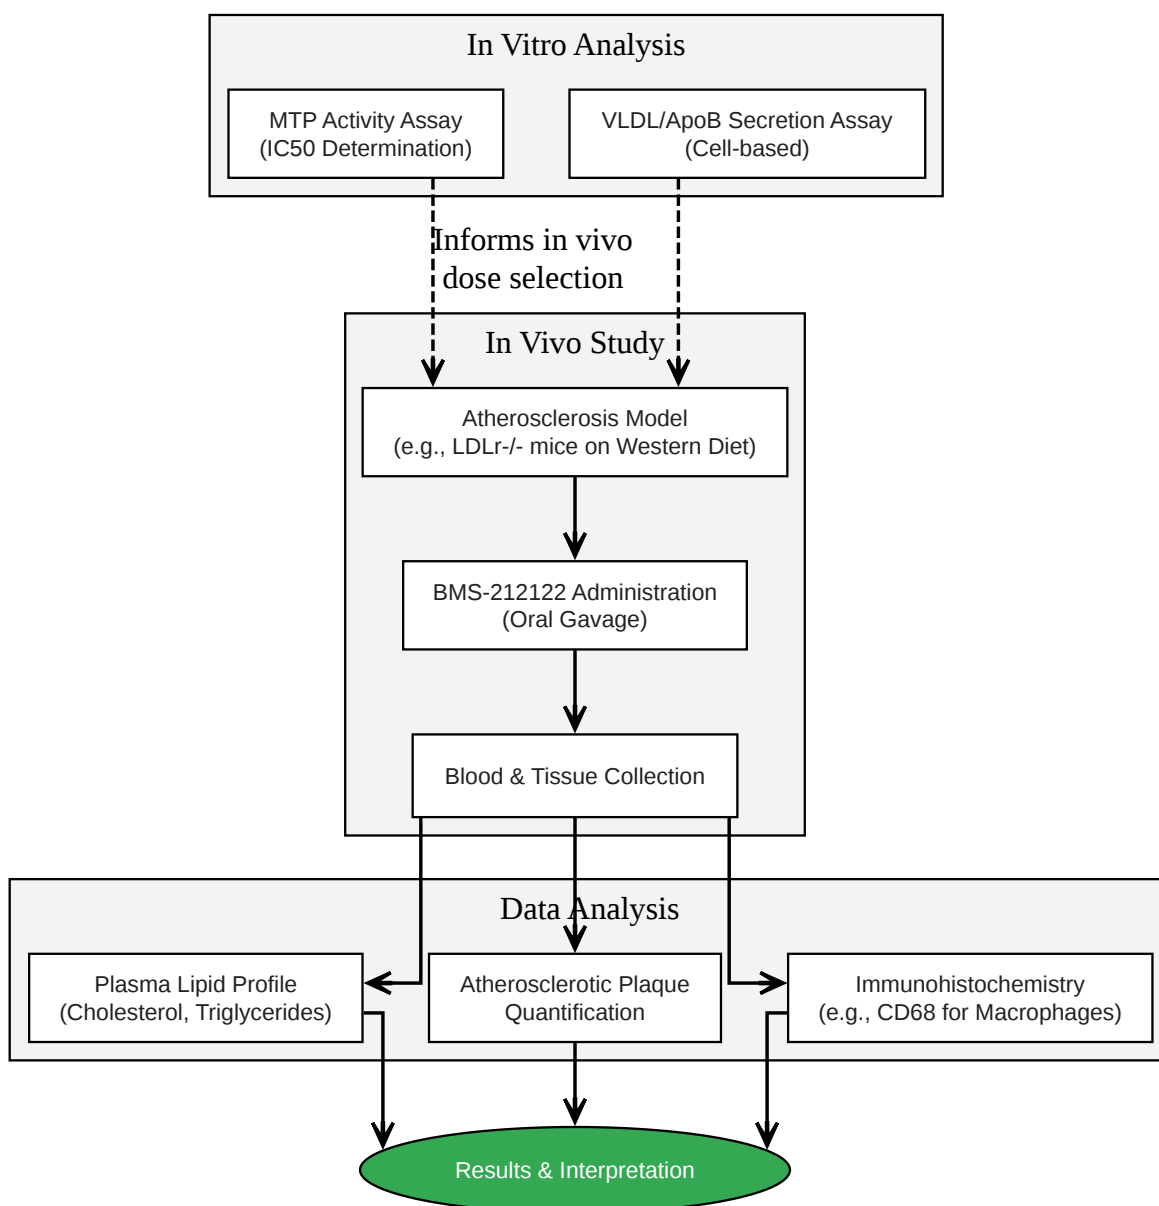 In Vitro Analysis
MTP Activity Assay
(IC50 Determination)
VLDL/ApoB Secretion Assay
(Cell-based)
Informs in vivo
dose selection
In Vivo Study
Atherosclerosis Model
(e.g., LDLr-/- mice on Western Diet)
BMS-212122 Administration
(Oral Gavage)
Blood & Tissue Collection
Data Analysis
Plasma Lipid Profile
(Cholesterol, Triglycerides)
Atherosclerotic Plaque
Quantification
Immunohistochemistry
(e.g., CD68 for Macrophages)
Results & Interpretation